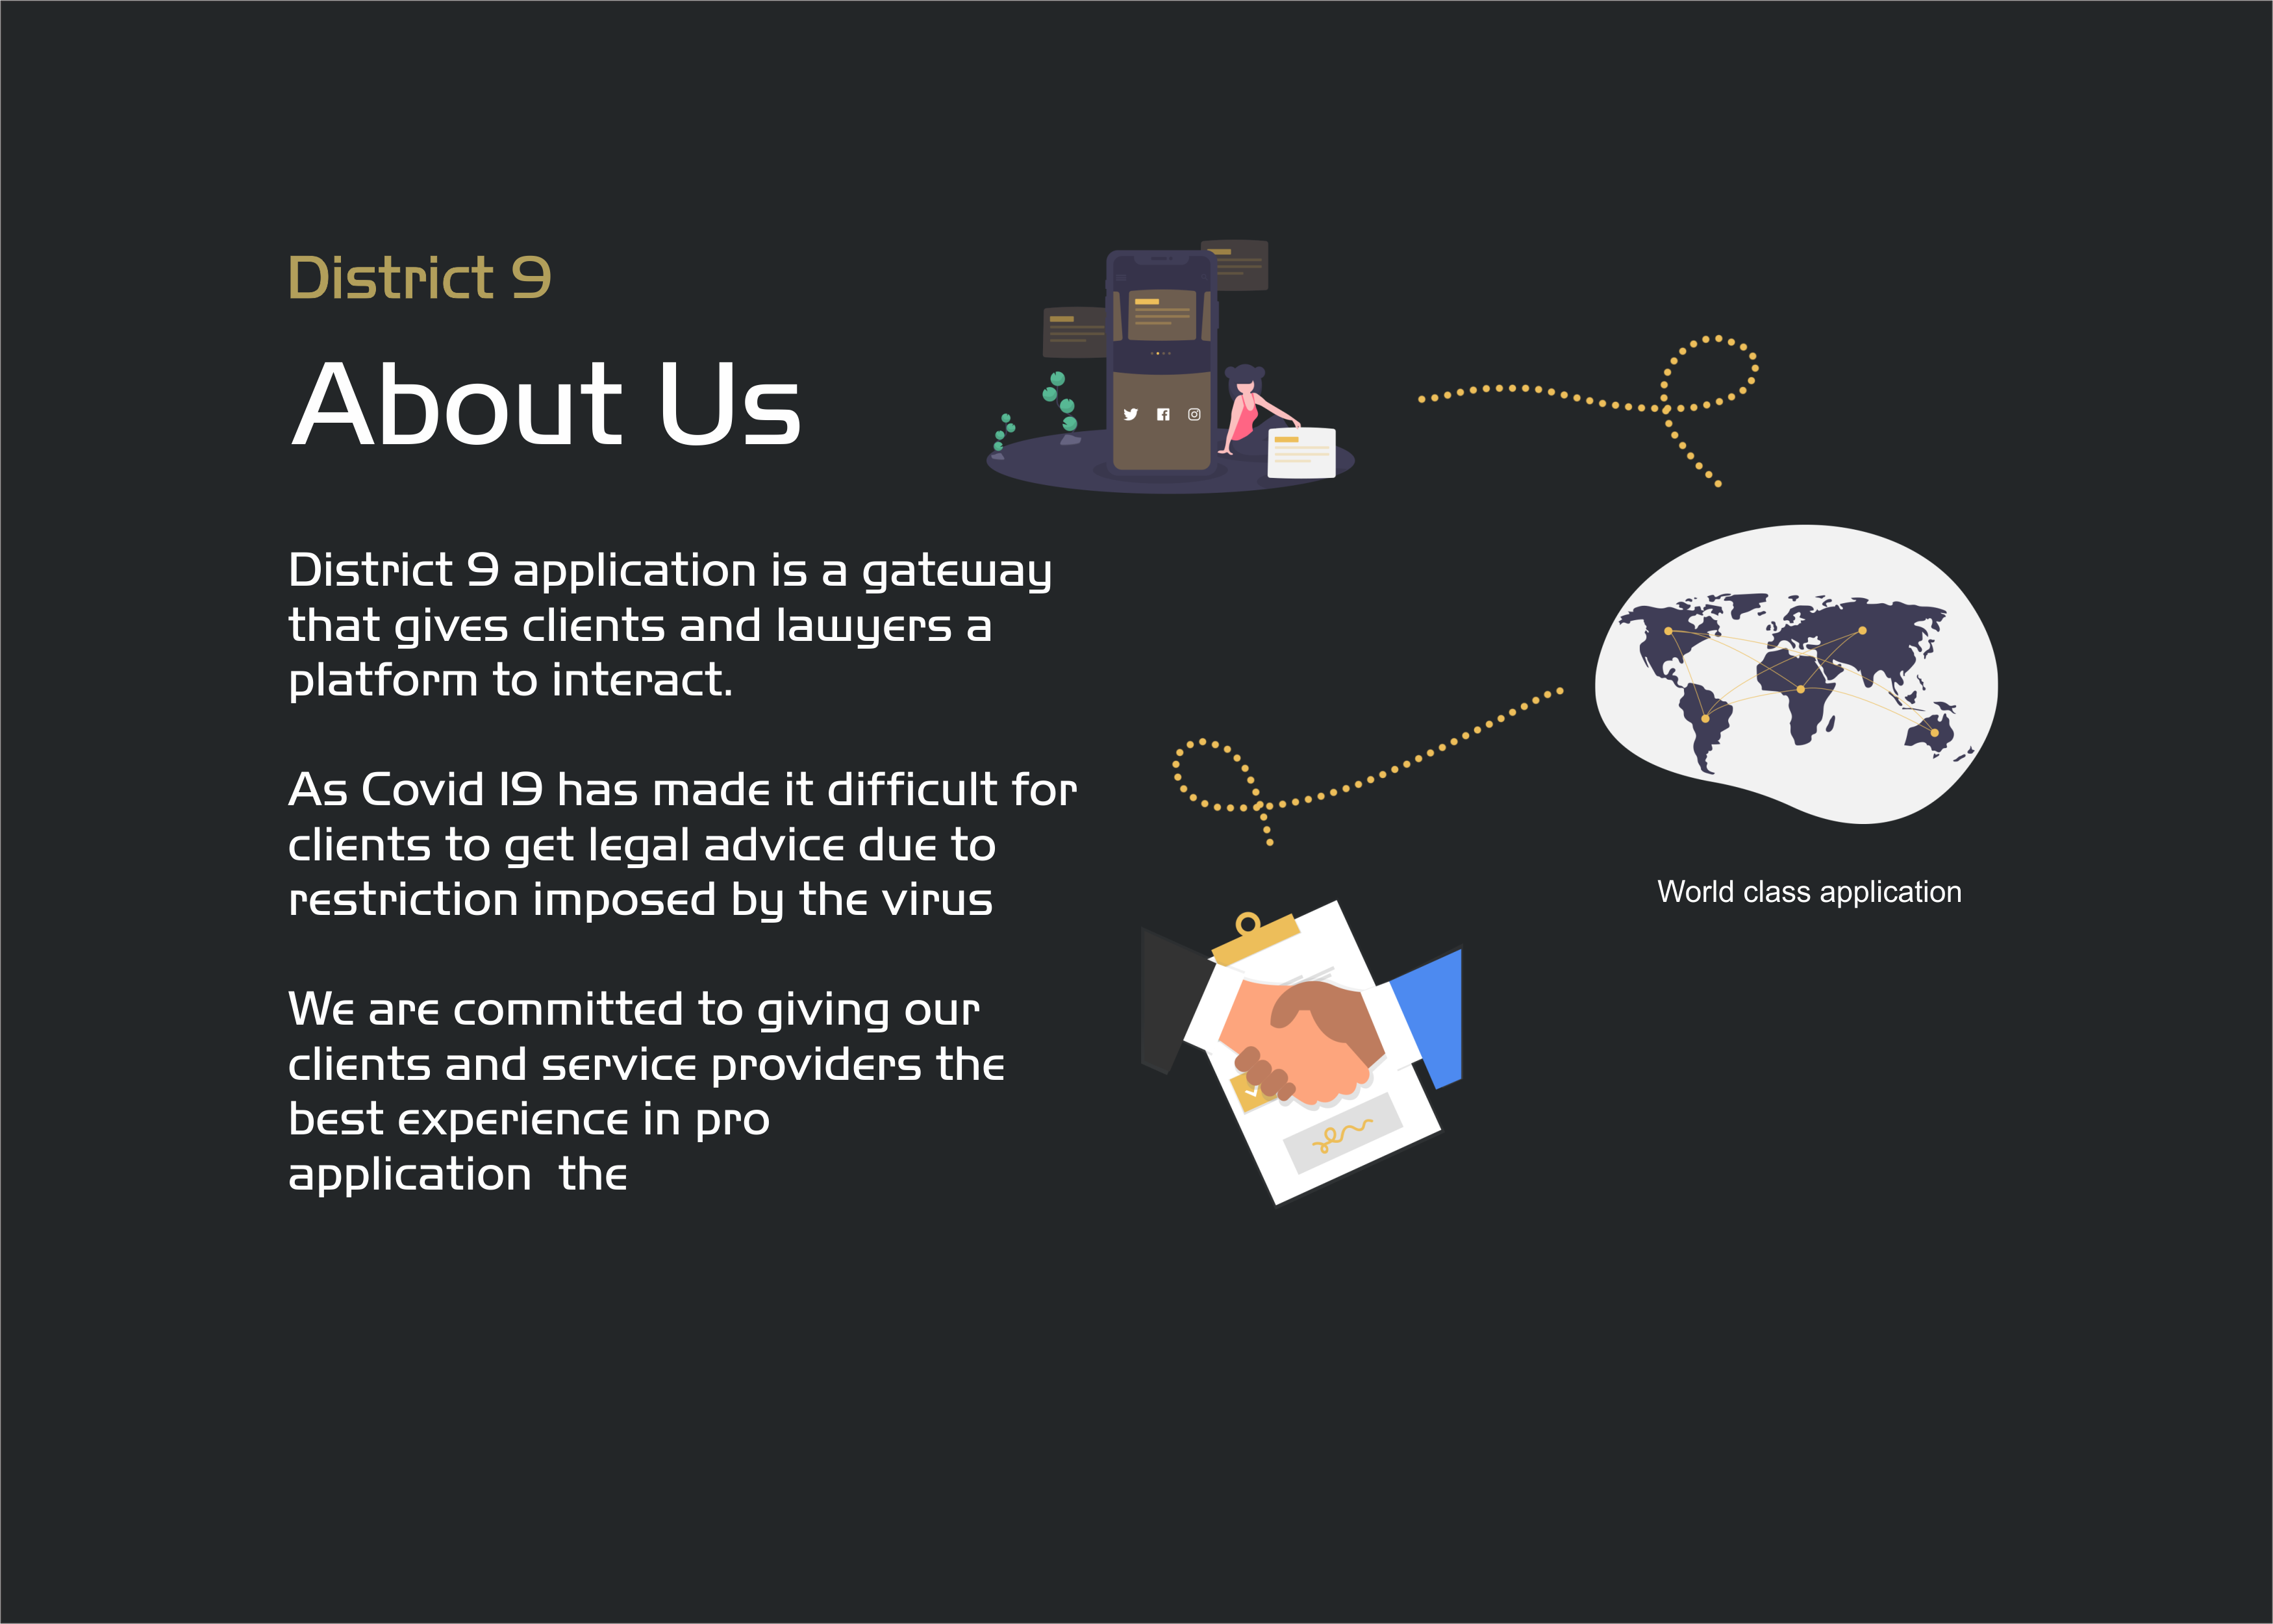 District 9
About Us
District 9 application is a gateway
that gives clients and lawyers a
platform to interact.
As Covid 19 has made it difficult for
clients to get legal advice due to
restriction imposed by the virus
We are committed to giving our
clients and service providers the
best experience in pro
application  the
World class application